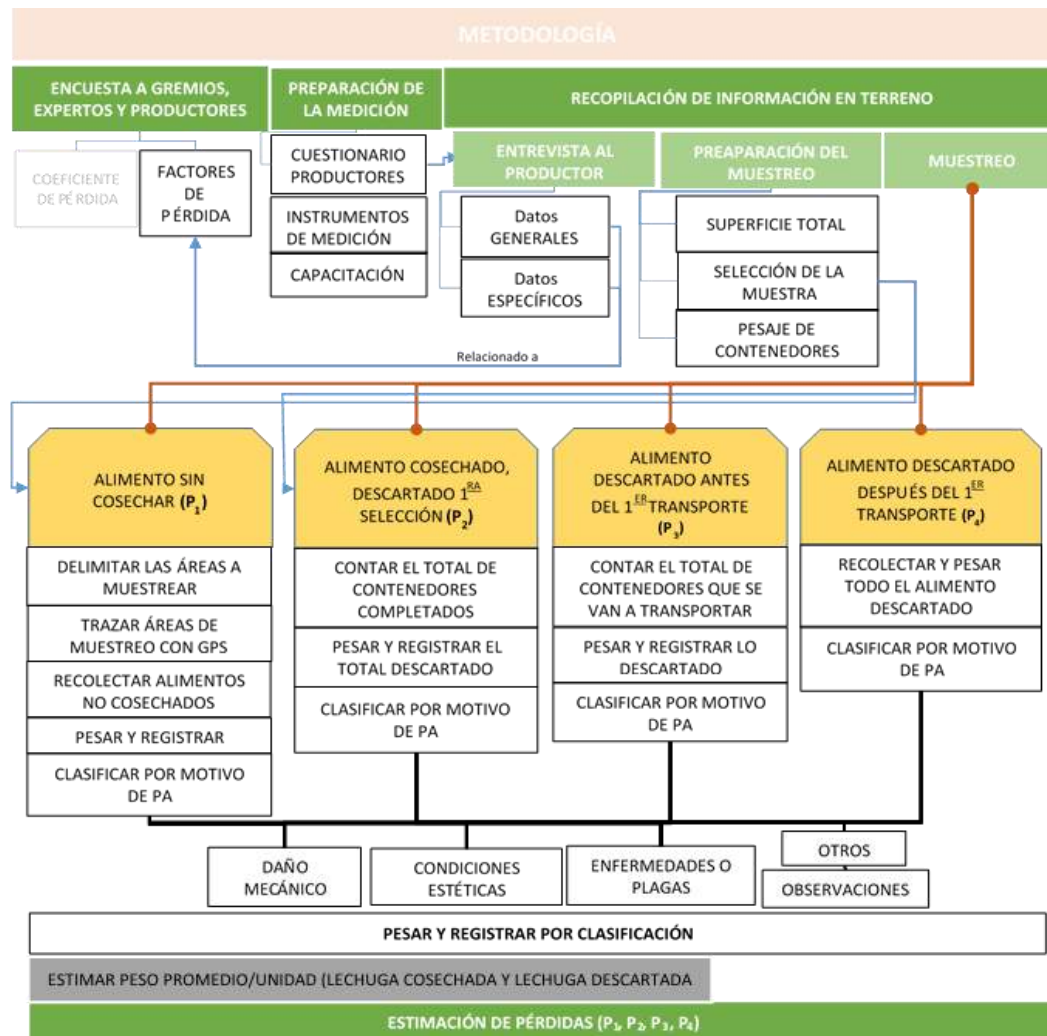 METODOLOGÍA
ENCUESTA A GREMIOS,
EXPERTOS Y PRODUCTORES
PREPARACIÓN DE
LA MEDICIÓN
RECOPILACIÓN DE INFORMACIÓN EN TERRENO
COEFICIENTE
DE PÉRDIDA
FACTORES
DE
PÉRDIDA
CUESTIONARIO
PRODUCTORES
INSTRUMENTOS
DE MEDICIÓN
CAPACITACIÓN
ENTREVISTA AL
PRODUCTOR
Datos
GENERALES
Datos
ESPECÍFICOS
PREAPARACIÓN DEL
MUESTREO
SUPERFICIE TOTAL
SELECCIÓN DE LA
MUESTRA
PESAJE DE
CONTENEDORES
MUESTREO
Relacionado a
ALIMENTO SIN
COSECHAR (P₁)
DELIMITAR LAS ÁREAS A
MUESTREAR
TRAZAR ÁREAS DE
MUESTREO CON GPS
RECOLECTAR ALIMENTOS
NO COSECHADOS
PESAR Y REGISTRAR
CLASIFICAR POR MOTIVO
DE PA
ALIMENTO COSECHADO,
DESCARTADO 1ᴿᴬ
SELECCIÓN (P₂)
CONTAR EL TOTAL DE
CONTENEDORES
COMPLETADOS
PESAR Y REGISTRAR EL
TOTAL DESCARTADO
CLASIFICAR POR MOTIVO
DE PA
ALIMENTO
DESCARTADO ANTES
DEL 1ᴱᴿ TRANSPORTE
(P₃)
CONTAR EL TOTAL DE
CONTENEDORES QUE SE
VAN A TRANSPORTAR
PESAR Y REGISTRAR LO
DESCARTADO
CLASIFICAR POR MOTIVO
DE PA
ALIMENTO DESCARTADO
DESPUÉS DEL 1ᴱᴿ
TRANSPORTE (P₄)
RECOLECTAR Y PESAR
TODO EL ALIMENTO
DESCARTADO
CLASIFICAR POR MOTIVO
DE PA
DAÑO
MECÁNICO
CONDICIONES
ESTÉTICAS
ENFERMEDADES O
PLAGAS
OTROS
OBSERVACIONES
PESAR Y REGISTRAR POR CLASIFICACIÓN
ESTIMAR PESO PROMEDIO/UNIDAD (LECHUGA COSECHADA Y LECHUGA DESCARTADA
ESTIMACIÓN DE PÉRDIDAS (P₁, P₂, P₃, P₄)